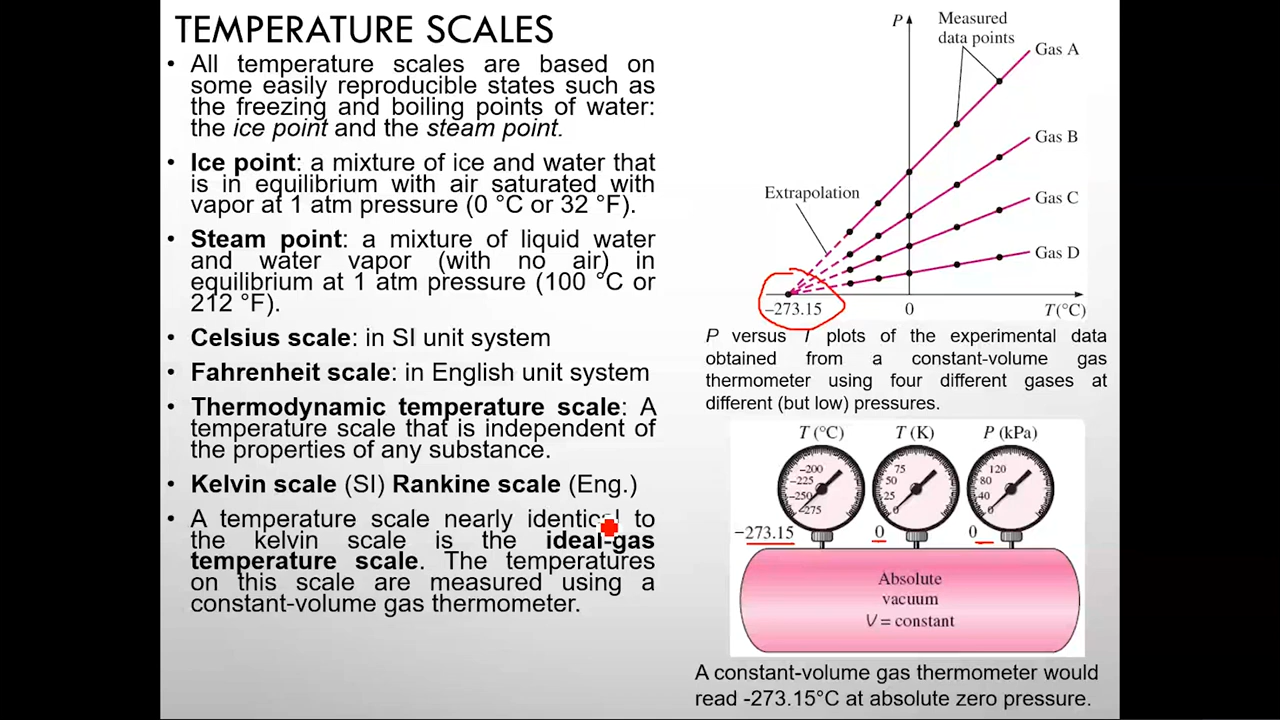 TEMPERATURE SCALES
• All temperature scales are based on
some easily reproducible states such as
the freezing and boiling points of water:
the ice point and the steam point.
• Ice point: a mixture of ice and water that
is in equilibrium with air saturated with
vapor at 1 atm pressure (0 °C or 32 °F).
• Steam point: a mixture of liquid water
and water vapor (with no air) in
equilibrium at 1 atm pressure (100 °C or
212 °F).
• Celsius scale: in SI unit system
• Fahrenheit scale: in English unit system
• Thermodynamic temperature scale: A
temperature scale that is independent of
the properties of any substance.
• Kelvin scale (SI) Rankine scale (Eng.)
• A temperature scale nearly identical to
the kelvin scale is the ideal-gas
temperature scale. The temperatures
on this scale are measured using a
constant-volume gas thermometer.
P
Measured
data points
Gas A
Gas B
Extrapolation
Gas C
Gas D
−273.15
0
T(°C)
P versus T plots of the experimental data
obtained from a constant-volume gas
thermometer using four different gases at
different (but low) pressures.
T (°C) T (K) P (kPa)
−200 75 120
−225 50 80
−250 25 40
−275 0 0
−273.15 0 0
Absolute
vacuum
V = constant
A constant-volume gas thermometer would
read -273.15°C at absolute zero pressure.